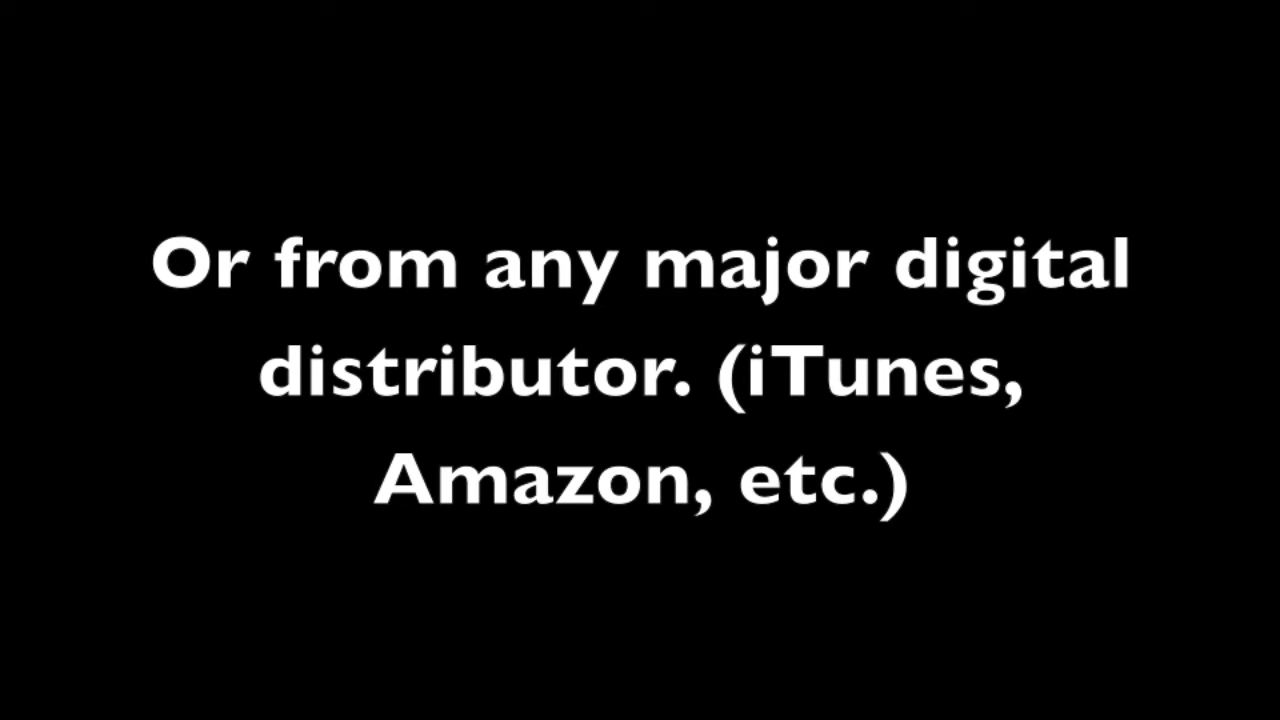 Or from any major digital
distributor. (iTunes,
Amazon, etc.)